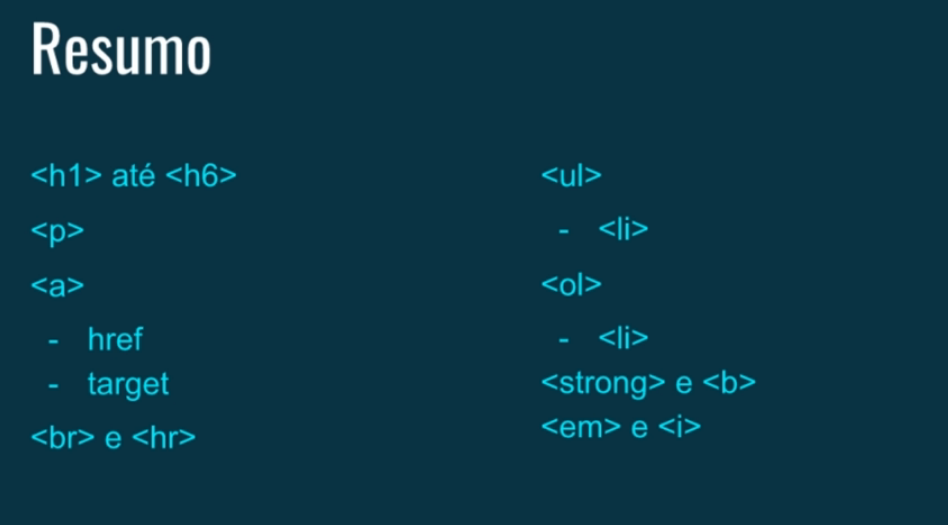 Resumo
<h1> até <h6>
<p>
<a>
- href
- target
<br> e <hr>
<ul>
- <li>
<ol>
- <li>
<strong> e <b>
<em> e <i>